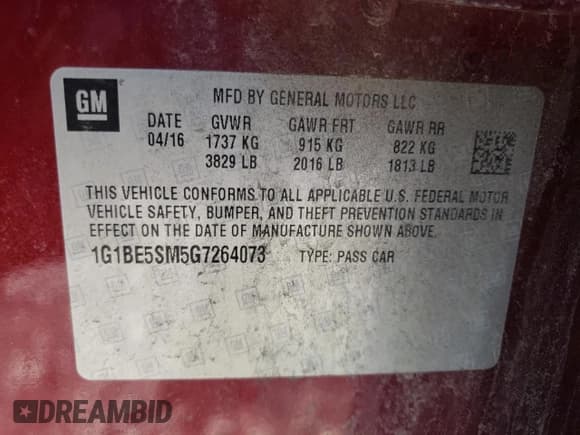 GM
MFD BY GENERAL MOTORS LLC
DATE GVWR GAWR FRT GAWR RR
04/16 1737 KG 915 KG 822 KG
3829 LB 2016 LB 1813 LB
THIS VEHICLE CONFORMS TO ALL APPLICABLE U.S. FEDERAL MOTOR
VEHICLE SAFETY, BUMPER, AND THEFT PREVENTION STANDARDS IN
EFFECT ON THE DATE OF MANUFACTURE SHOWN ABOVE.
1G1BE5SM5G7264073 TYPE: PASS CAR
DREAMBID